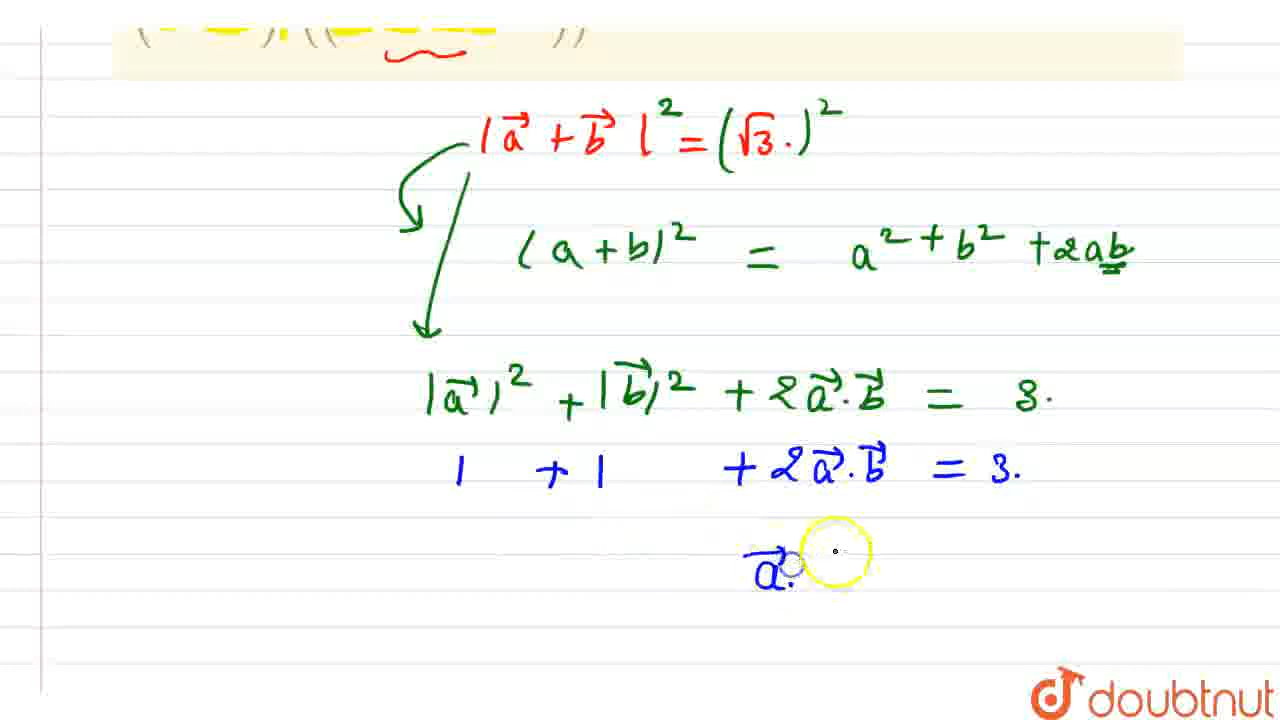 |a⃗ + b⃗|² = (√3.)²
(a + b)² = a² + b² + 2ab
|a⃗)² + |b⃗)² + 2a⃗.b⃗ = 3.
1 + 1 + 2a⃗.b⃗ = 3.
a⃗.
doubtnut